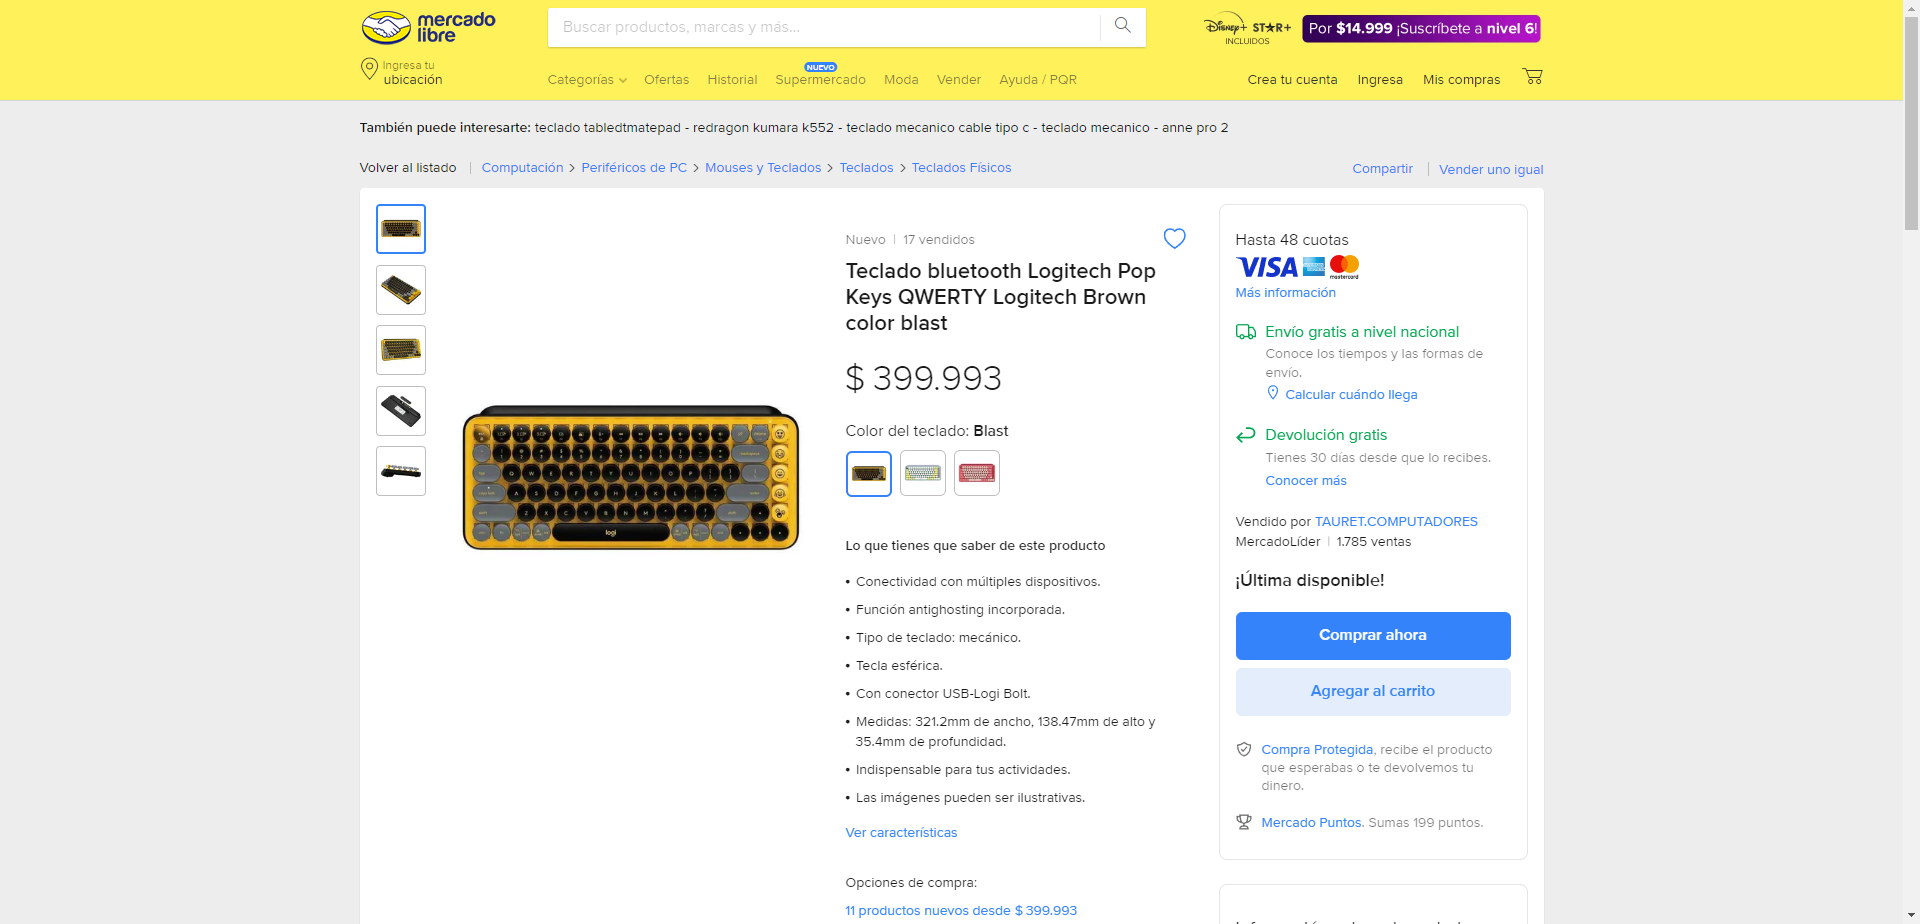 mercado
libre
Buscar productos, marcas y más...
Disney+ STAR+
INCLUIDOS
Por $14.999 ¡Suscríbete a nivel 6!
Ingresa tu
ubicación
Categorías
Ofertas
Historial
NUEVO
Supermercado
Moda
Vender
Ayuda / PQR
Crea tu cuenta
Ingresa
Mis compras
También puede interesarte: teclado tabledtmatepad - redragon kumara k552 - teclado mecanico cable tipo c - teclado mecanico - anne pro 2
Volver al listado | Computación > Periféricos de PC > Mouses y Teclados > Teclados > Teclados Físicos
Compartir | Vender uno igual
Nuevo | 17 vendidos
Teclado bluetooth Logitech Pop
Keys QWERTY Logitech Brown
color blast
$ 399.993
Color del teclado: Blast
logi
Lo que tienes que saber de este producto
• Conectividad con múltiples dispositivos.
• Función antighosting incorporada.
• Tipo de teclado: mecánico.
• Tecla esférica.
• Con conector USB-Logi Bolt.
• Medidas: 321.2mm de ancho, 138.47mm de alto y
35.4mm de profundidad.
• Indispensable para tus actividades.
• Las imágenes pueden ser ilustrativas.
Ver características
Opciones de compra:
11 productos nuevos desde $ 399.993
Hasta 48 cuotas
VISA
mastercard
Más información
Envío gratis a nivel nacional
Conoce los tiempos y las formas de
envío.
Calcular cuándo llega
Devolución gratis
Tienes 30 días desde que lo recibes.
Conocer más
Vendido por TAURET.COMPUTADORES
MercadoLíder | 1.785 ventas
¡Última disponible!
Comprar ahora
Agregar al carrito
Compra Protegida, recibe el producto
que esperabas o te devolvemos tu
dinero.
Mercado Puntos. Sumas 199 puntos.